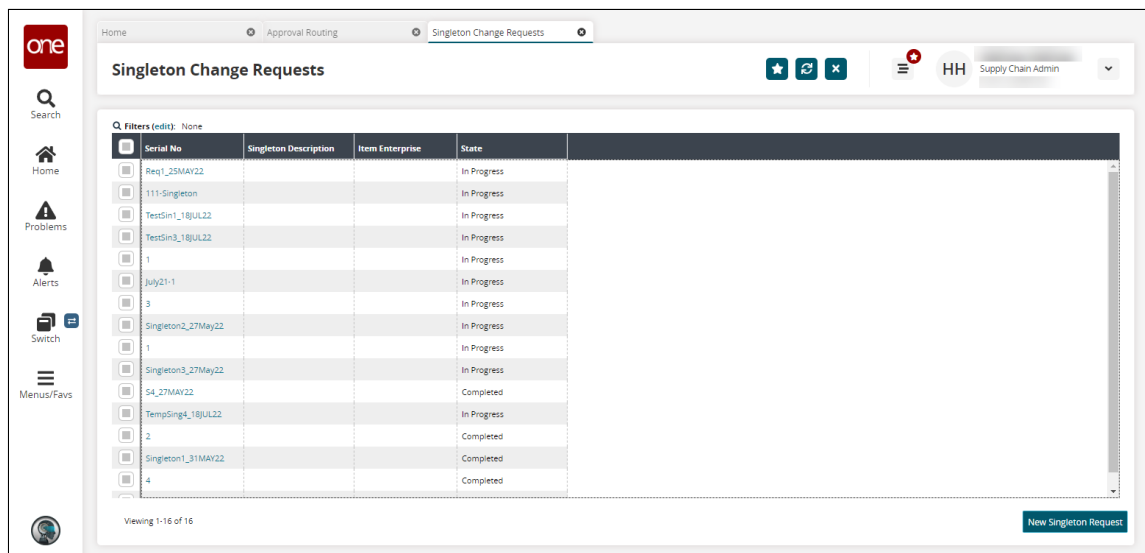 one
Home
Approval Routing
Singleton Change Requests
Singleton Change Requests
HH
Supply Chain Admin
Search
Home
Problems
Alerts
Switch
Menus/Favs
Filters (edit): None
Serial No Singleton Description Item Enterprise State
Req1_25MAY22 In Progress
111-Singleton In Progress
TestSin1_18JUL22 In Progress
TestSin3_18JUL22 In Progress
1 In Progress
July21-1 In Progress
3 In Progress
Singleton2_27May22 In Progress
1 In Progress
Singleton3_27May22 In Progress
S4_27MAY22 Completed
TempSing4_18JUL22 In Progress
2 Completed
Singleton1_31MAY22 Completed
4 Completed
Viewing 1-16 of 16
New Singleton Request